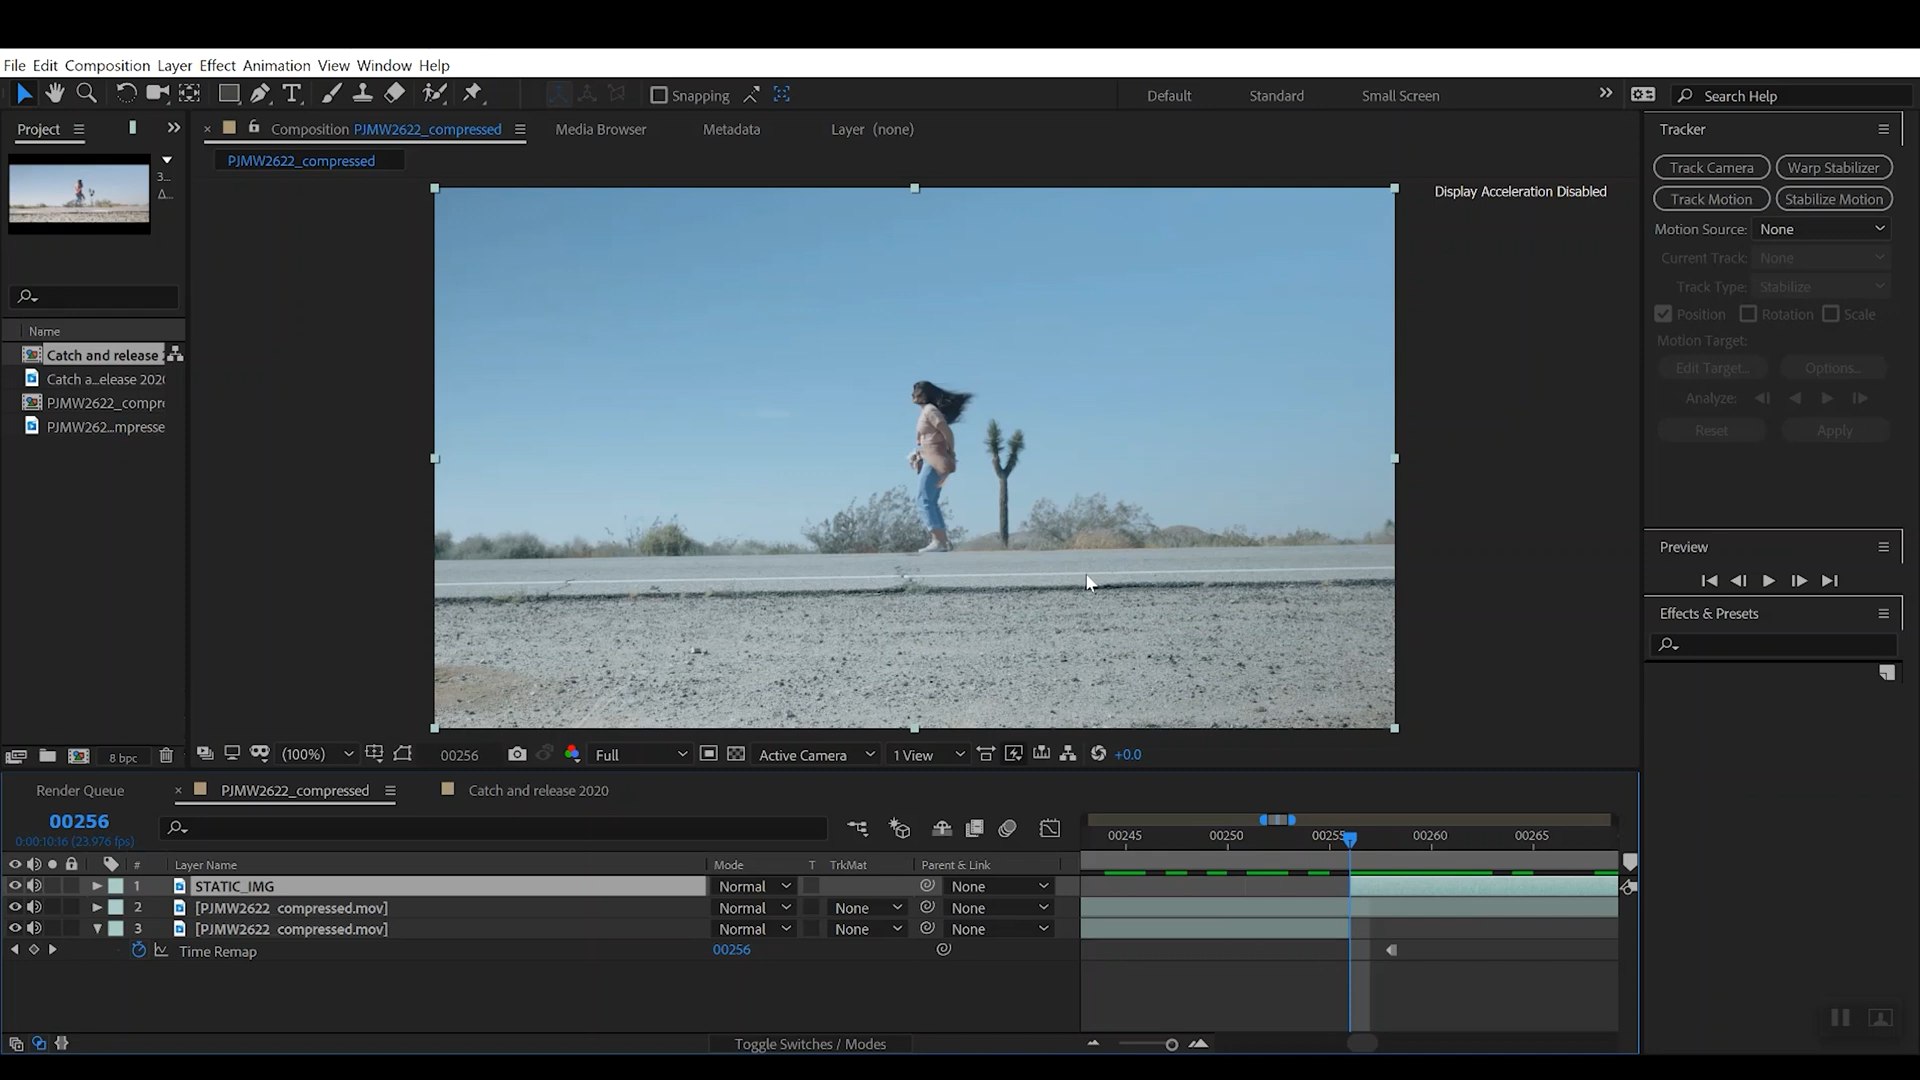 File Edit Composition Layer Effect Animation View Window Help
Snapping
Default Standard Small Screen
Search Help
Project
Composition PJMW2622_compressed
Media Browser
Metadata
Layer (none)
Tracker
PJMW2622_compressed
3...
Δ...
Display Acceleration Disabled
Track Camera Warp Stabilizer
Track Motion Stabilize Motion
Motion Source: None
Current Track: None
Track Type: Stabilize
Position Rotation Scale
Motion Target:
Edit Target... Options...
Analyze:
Reset Apply
Name
Catch and release 2
Catch a...elease 2020
PJMW2622_compre
PJMW262...mpresse
Preview
Effects & Presets
8 bpc
(100%) 00256 Full Active Camera 1 View +0.0
Render Queue PJMW2622_compressed Catch and release 2020
00256
0:00:10:16 (23.976 fps)
00245 00250 00255 00260 00265
# Layer Name Mode T TrkMat Parent & Link
1 STATIC_IMG Normal None
2 [PJMW2622_compressed.mov] Normal None None
3 [PJMW2622_compressed.mov] Normal None None
Time Remap 00256
Toggle Switches / Modes